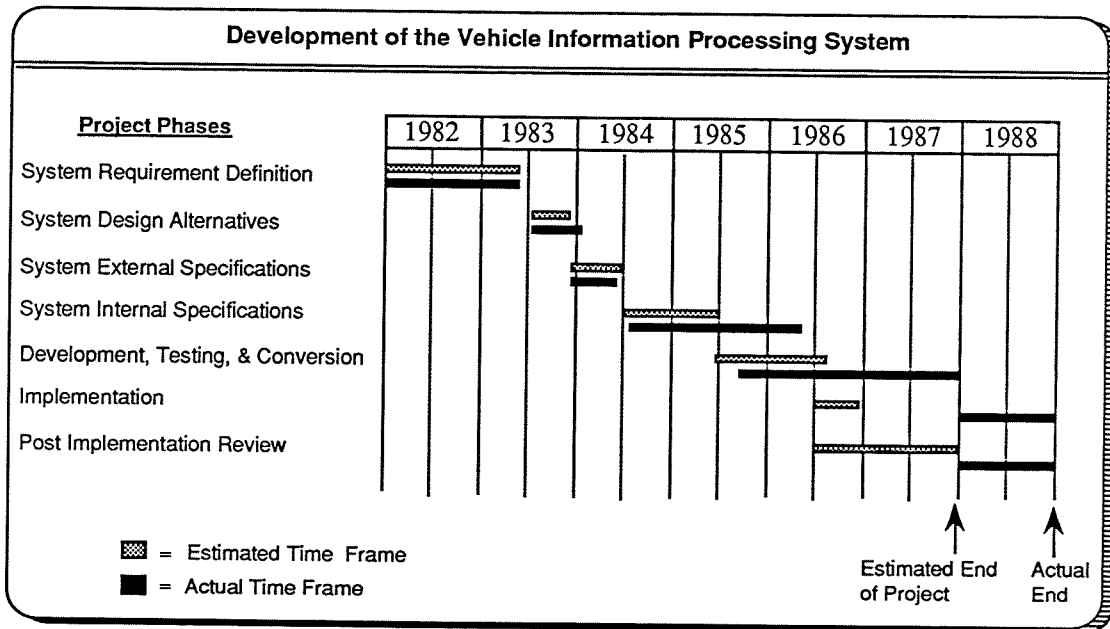 Development of the Vehicle Information Processing System
Project Phases
1982 1983 1984 1985 1986 1987 1988
System Requirement Definition
System Design Alternatives
System External Specifications
System Internal Specifications
Development, Testing, & Conversion
Implementation
Post Implementation Review
= Estimated Time Frame
= Actual Time Frame
Estimated End
of Project
Actual
End